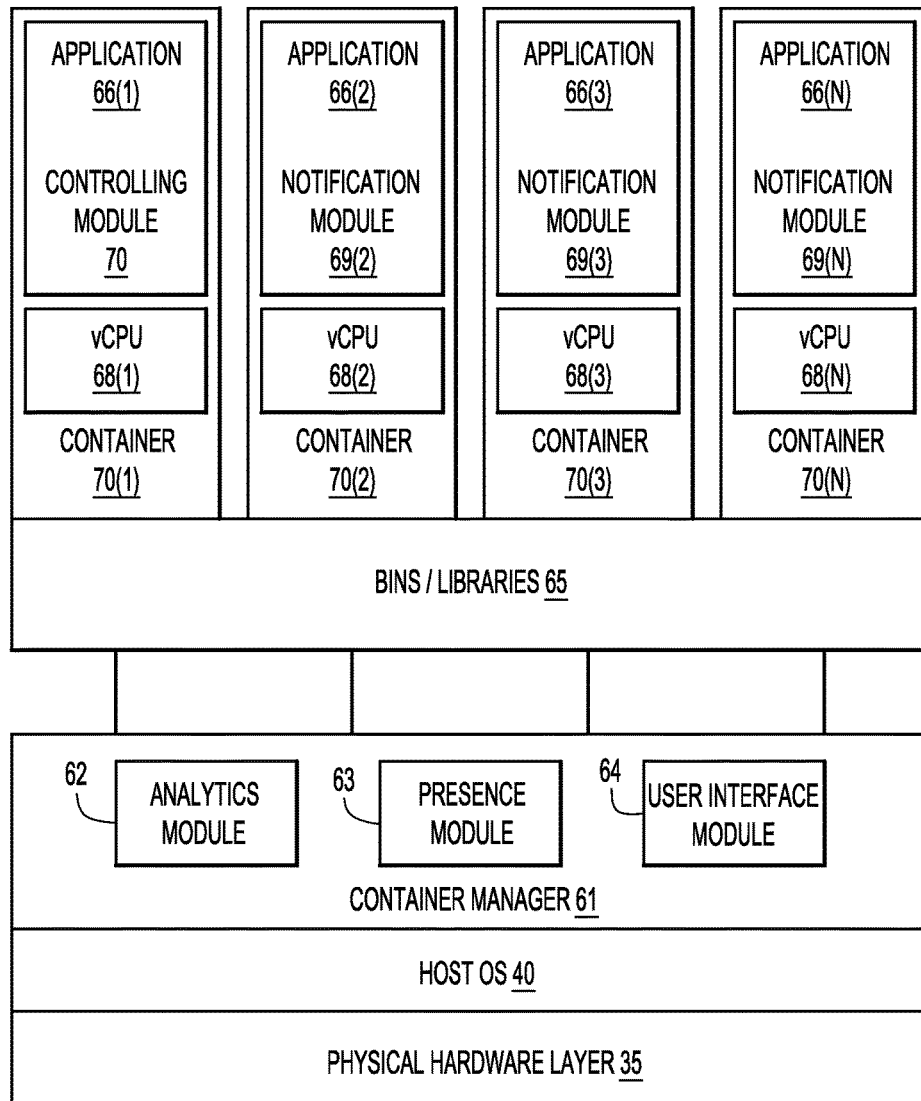 APPLICATION
66(1)
CONTROLLING
MODULE
70
vCPU
68(1)
CONTAINER
70(1)
APPLICATION
66(2)
NOTIFICATION
MODULE
69(2)
vCPU
68(2)
CONTAINER
70(2)
APPLICATION
66(3)
NOTIFICATION
MODULE
69(3)
vCPU
68(3)
CONTAINER
70(3)
APPLICATION
66(N)
NOTIFICATION
MODULE
69(N)
vCPU
68(N)
CONTAINER
70(N)
BINS / LIBRARIES 65
62
ANALYTICS
MODULE
63
PRESENCE
MODULE
64
USER INTERFACE
MODULE
CONTAINER MANAGER 61
HOST OS 40
PHYSICAL HARDWARE LAYER 35